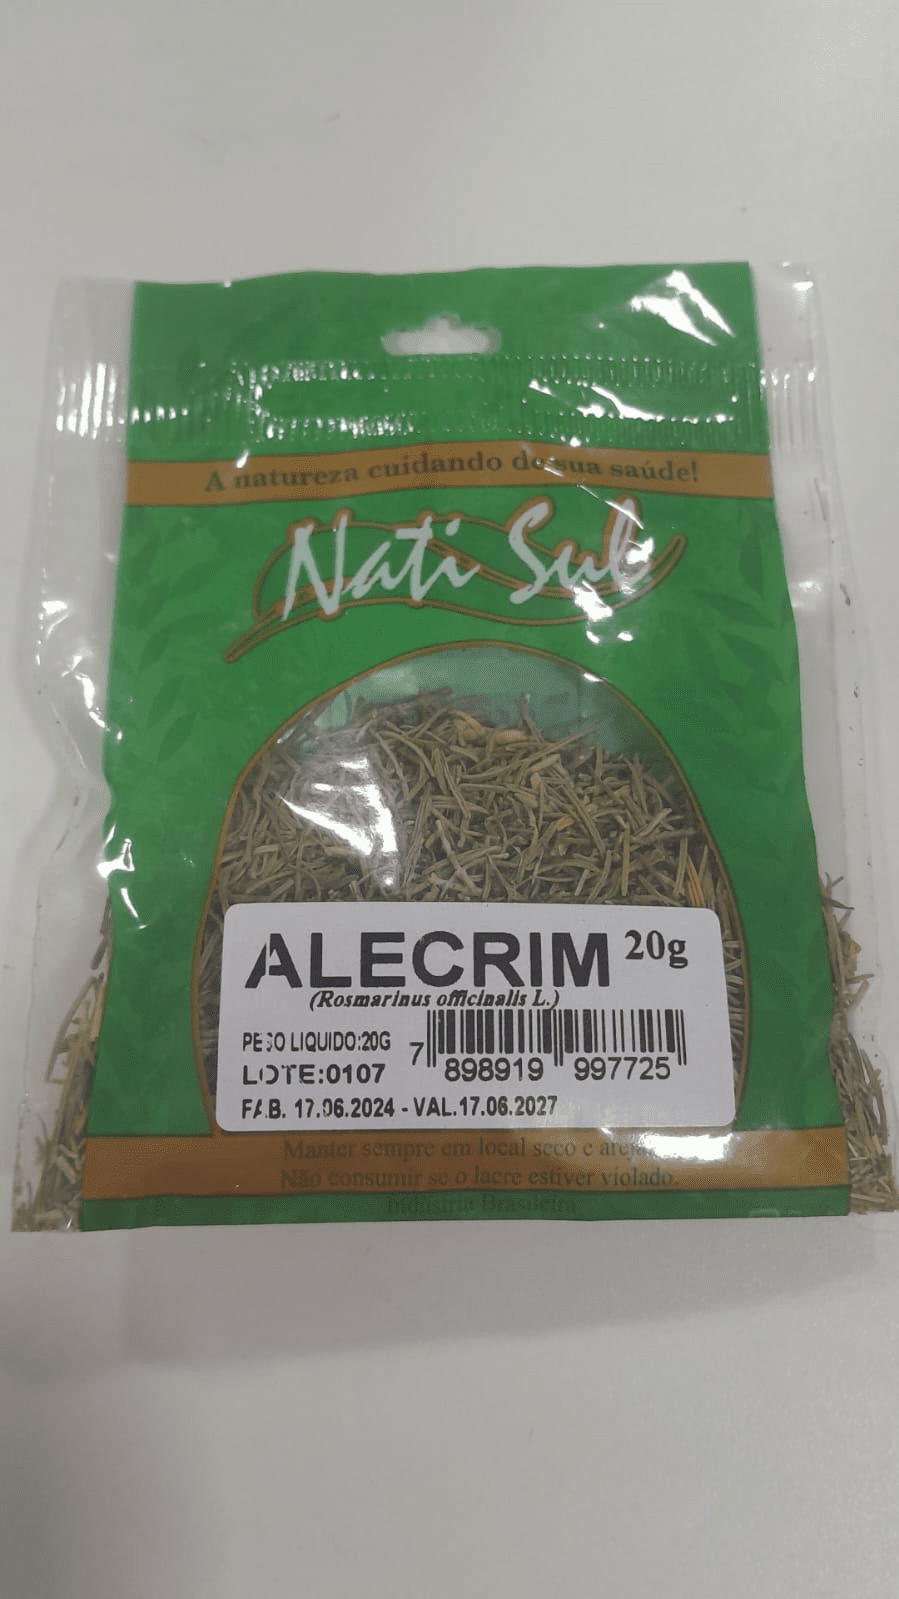 A natureza cuidando de sua saúde!
Nati Sul
ALECRIM 20g
(Rosmarinus officinalis L.)
PESO LIQUIDO:20G
LOTE:0107
7 898919 997725
FAB. 17.06.2024 - VAL.17.06.2027
Manter sempre em local seco e
Não consumir se o lacre estiver violado.
Indústria Brasileira